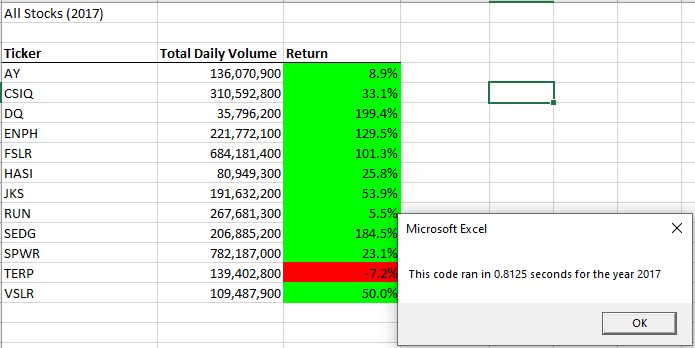 All Stocks (2017)
Ticker Total Daily Volume Return
AY 136,070,900 8.9%
CSIQ 310,592,800 33.1%
DQ 35,796,200 199.4%
ENPH 221,772,100 129.5%
FSLR 684,181,400 101.3%
HASI 80,949,300 25.8%
JKS 191,632,200 53.9%
RUN 267,681,300 5.5%
SEDG 206,885,200 184.5%
SPWR 782,187,000 23.1%
TERP 139,402,800 -7.2%
VSLR 109,487,900 50.0%
Microsoft Excel
This code ran in 0.8125 seconds for the year 2017
OK